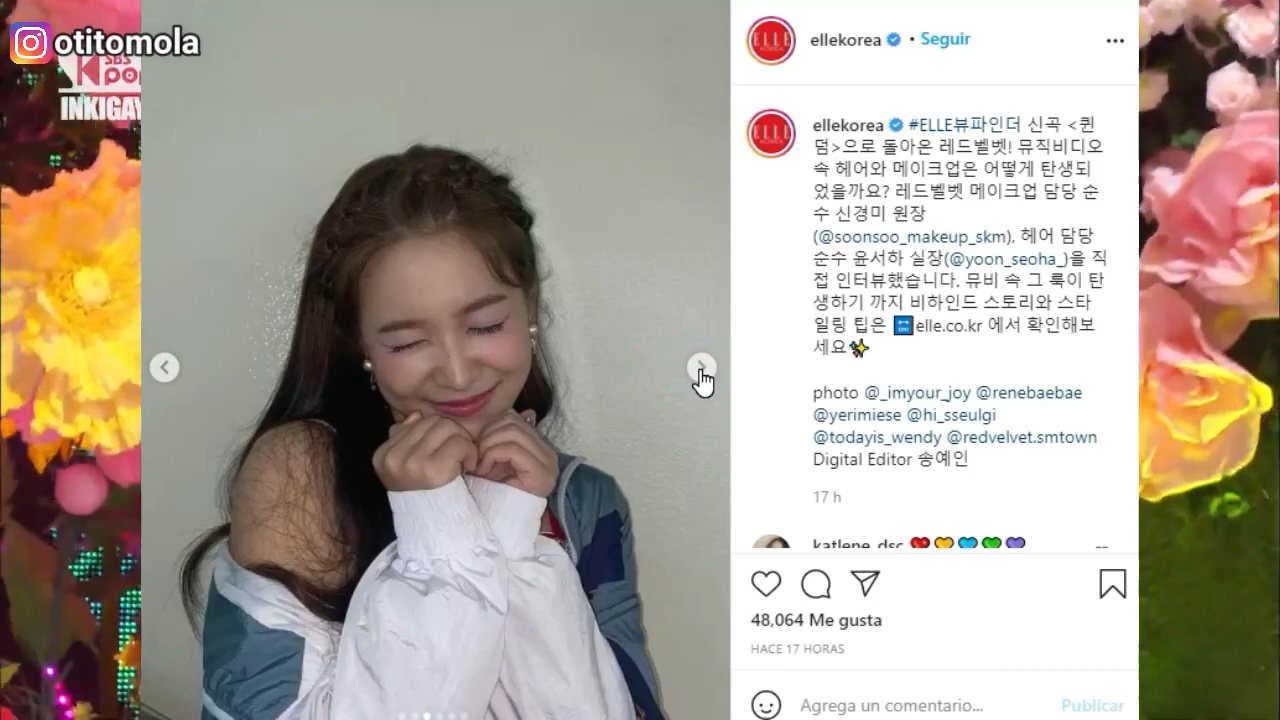 otitomola
SBS
Kpop
INKIGAY
ELLE
KOREA
ellekorea • Seguir
ELLE
KOREA
ellekorea #ELLE뷰파인더 신곡 <퀸
덤>으로 돌아온 레드벨벳! 뮤직비디오
속 헤어와 메이크업은 어떻게 탄생되
었을까요? 레드벨벳 메이크업 담당 순
수 신경미 원장
(@soonsoo_makeup_skm), 헤어 담당
순수 윤서하 실장(@yoon_seoha_)을 직
접 인터뷰했습니다. 뮤비 속 그 룩이 탄
생하기 까지 비하인드 스토리와 스타
일링 팁은 elle.co.kr 에서 확인해보
세요
photo @_imyour_joy @renebaebae
@yerimiese @hi_sseulgi
@todayis_wendy @redvelvet.smtown
Digital Editor 송예인
17 h
katlene_dsc
48,064 Me gusta
HACE 17 HORAS
Agrega un comentario... Publicar